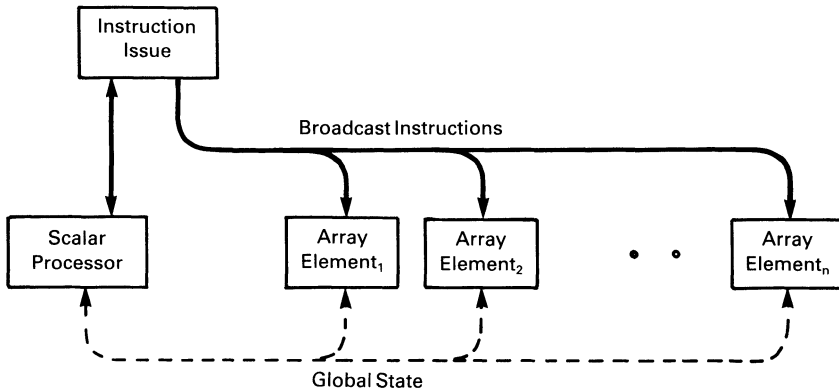 Instruction
Issue
Broadcast Instructions
Scalar
Processor
Array
Element₁
Array
Element₂
Array
Elementₙ
Global State